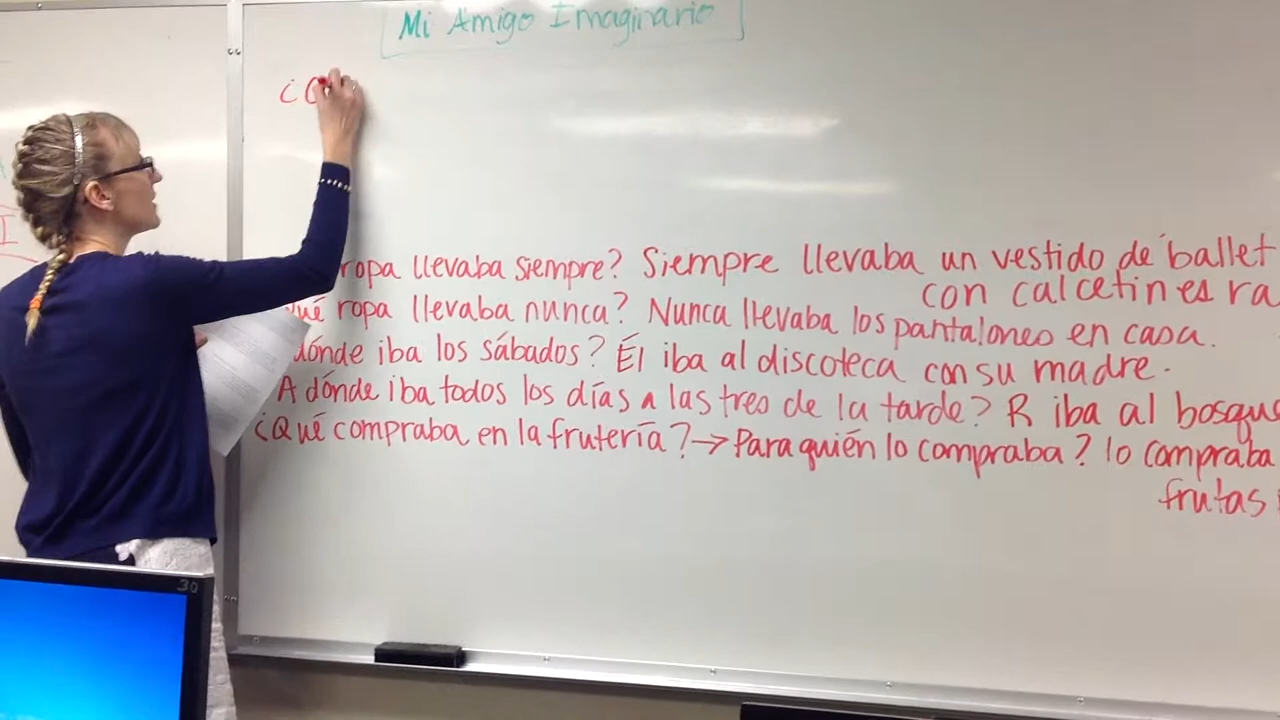 Mi Amigo Imaginario
¿
ropa llevaba siempre? Siempre llevaba un vestido de ballet
con calcetines ra
ué ropa llevaba nunca? Nunca llevaba los pantalones en casa.
dónde iba los sábados? Él iba al discoteca con su madre.
A dónde iba todos los días a las tres de la tarde? R iba al bosque
¿Qué compraba en la frutería? → Para quién lo compraba? lo compraba
frutas
I
30